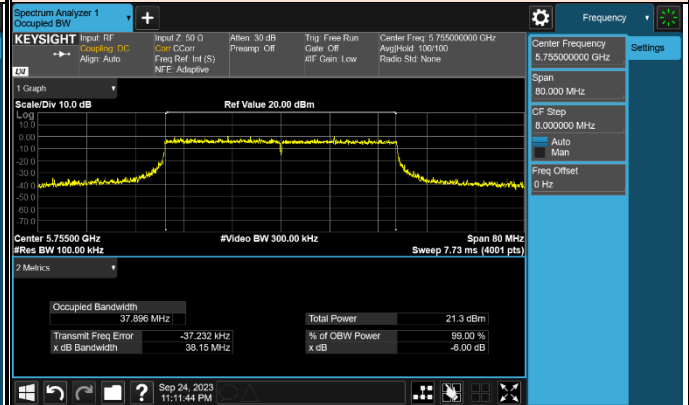 Spectrum Analyzer 1
Occupied BW
Frequency
KEYSIGHT
Input: RF
Coupling: DC
Align: Auto
Input Z: 50 Ω
Corr CCorr
Freq Ref: Int (S)
NFE: Adaptive
Atten: 30 dB
Preamp: Off
Trig: Free Run
Gate: Off
#IF Gain: Low
Center Freq: 5.755000000 GHz
Avg|Hold: 100/100
Radio Std: None
LXI
Center Frequency
5.755000000 GHz
Settings
Span
80.000 MHz
CF Step
8.000000 MHz
Auto
Man
Freq Offset
0 Hz
1 Graph
Scale/Div 10.0 dB
Ref Value 20.00 dBm
Log
10.0
0.00
-10.0
-20.0
-30.0
-40.0
-50.0
-60.0
-70.0
Center 5.75500 GHz
#Video BW 300.00 kHz
Span 80 MHz
#Res BW 100.00 kHz
Sweep 7.73 ms (4001 pts)
2 Metrics
Occupied Bandwidth
37.896 MHz
Total Power 21.3 dBm
Transmit Freq Error -37.232 kHz
% of OBW Power 99.00 %
x dB Bandwidth 38.15 MHz
x dB -6.00 dB
Sep 24, 2023
11:11:44 PM